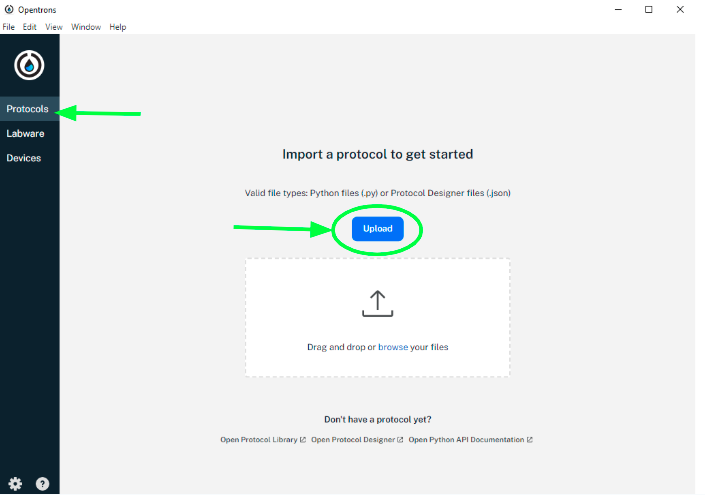 Opentrons
File Edit View Window Help
Protocols
Labware
Devices
Import a protocol to get started
Valid file types: Python files (.py) or Protocol Designer files (.json)
Upload
Drag and drop or browse your files
Don't have a protocol yet?
Open Protocol Library Open Protocol Designer Open Python API Documentation
?